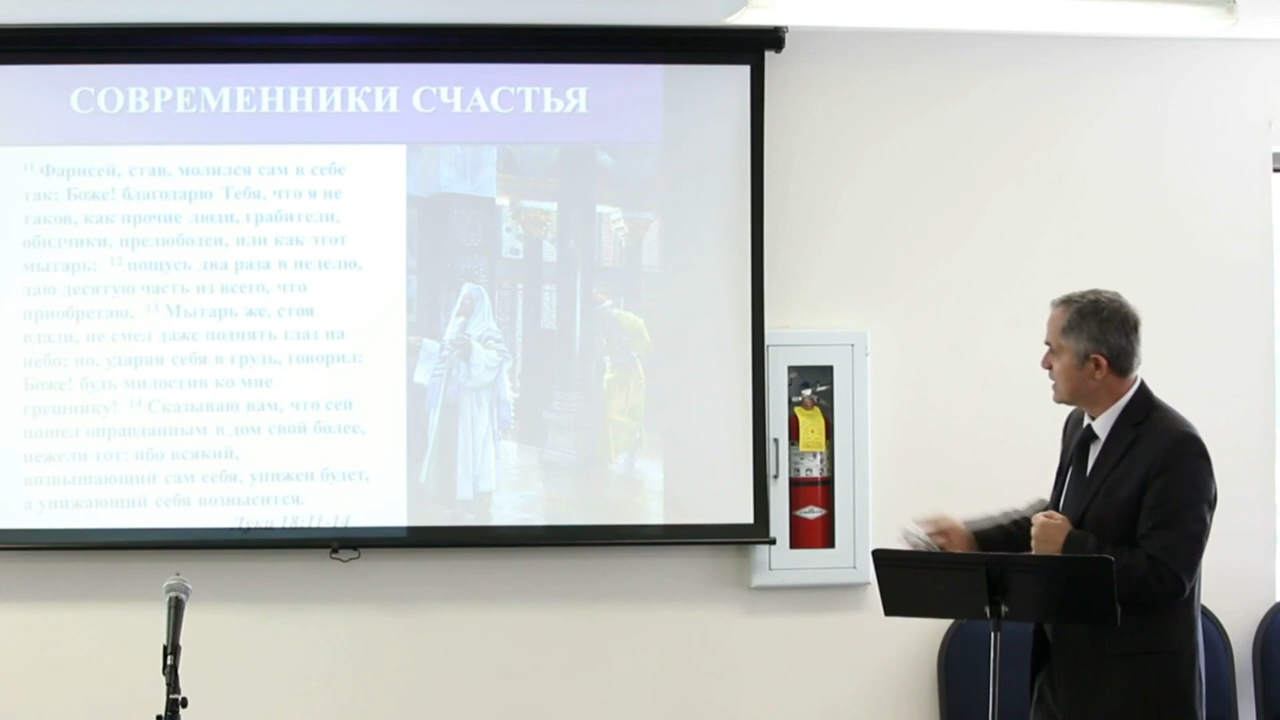 СОВРЕМЕННИКИ СЧАСТЬЯ
11 Фарисей, став, молился сам в себе
так: Боже! благодарю Тебя, что я не
таков, как прочие люди, грабители,
обидчики, прелюбодеи, или как этот
мытарь: 12 пощусь два раза в неделю,
даю десятую часть из всего, что
приобретаю. 13 Мытарь же, стоя
вдали, не смел даже поднять глаз на
небо; но, ударяя себя в грудь, говорил:
Боже! будь милостив ко мне
грешнику! 14 Сказываю вам, что сей
пошел оправданным в дом свой более,
нежели тот: ибо всякий,
возвышающий сам себя, унижен будет,
а унижающий себя возвысится.
Луки 18:11-14